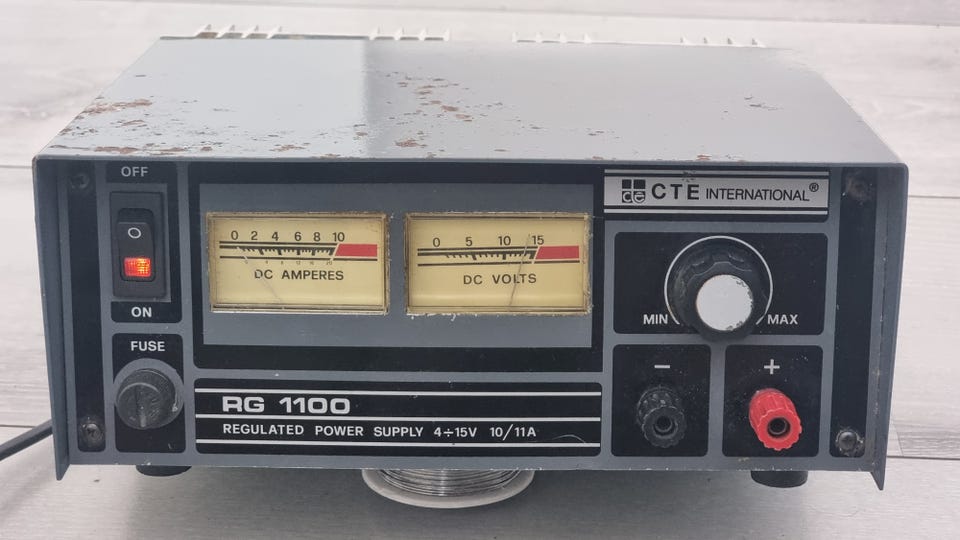 OFF
O
ON
FUSE
0 2 4 6 8 10
DC AMPERES
0 5 10 15
DC VOLTS
cte CTE INTERNATIONAL®
MIN MAX
− +
RG 1100
REGULATED POWER SUPPLY 4÷15V 10/11A